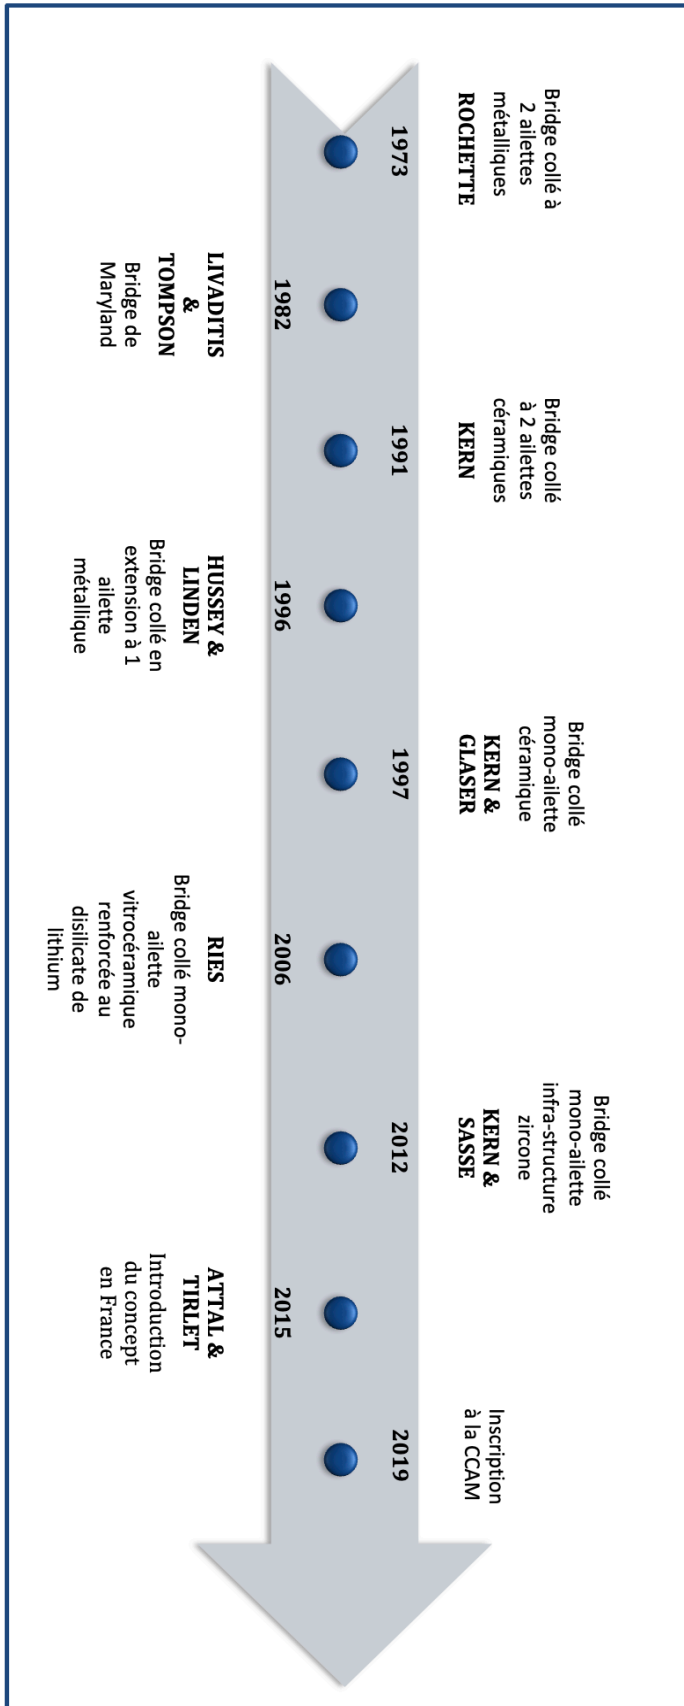 Bridge collé à
2 ailettes
métalliques
ROCHETTE
1973
1982
LIVADITIS
&
TOMPSON
Bridge de
Maryland
Bridge collé
à 2 ailettes
céramiques
KERN
1991
1996
HUSSEY &
LINDEN
Bridge collé en
extension à 1
ailette
métallique
Bridge collé
mono-ailette
céramique
KERN &
GLASER
1997
2006
RIES
Bridge collé mono-
ailette
vitrocéramique
renforcée au
disilicate de
lithium
Bridge collé
mono-ailette
infra-structure
zircone
KERN &
SASSE
2012
2015
ATTAL &
TIRLET
Introduction
du concept
en France
Inscription
à la CCAM
2019